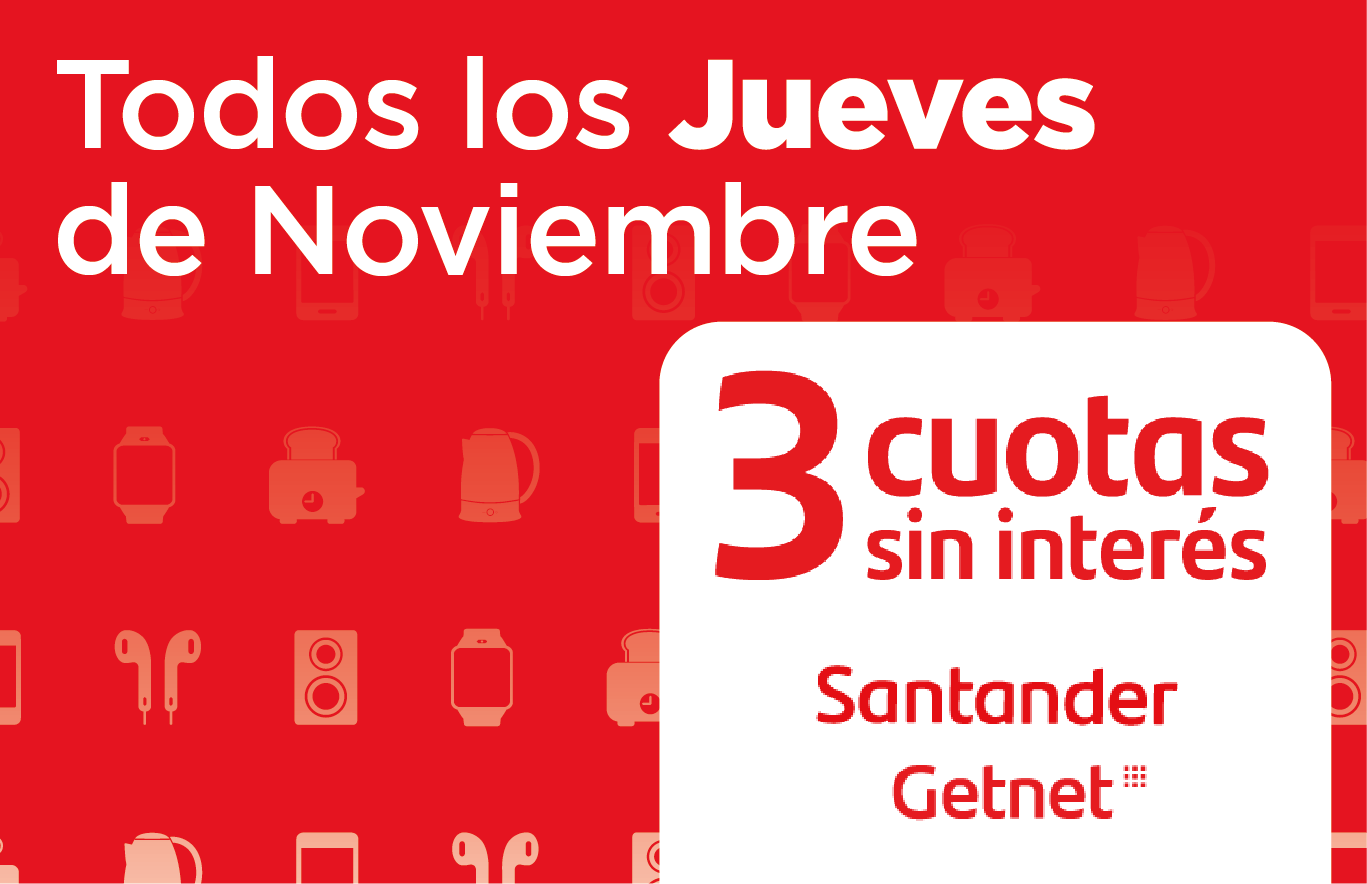 Todos los Jueves
de Noviembre
3 cuotas
sin interés
Santander
Getnet